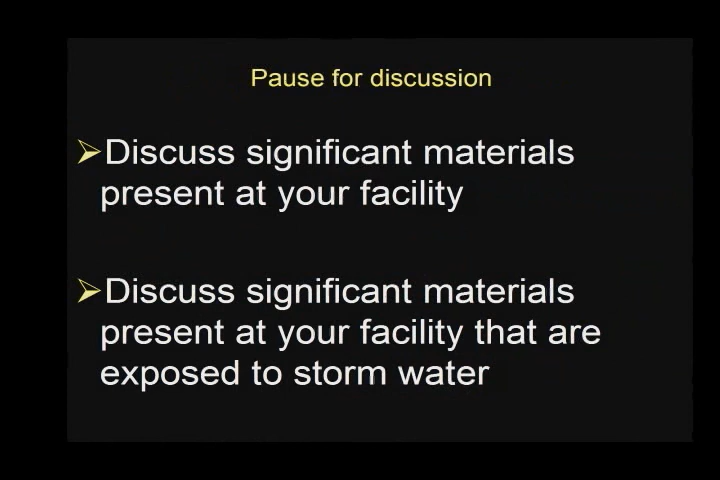 Pause for discussion
➢Discuss significant materials
present at your facility
➢Discuss significant materials
present at your facility that are
exposed to storm water